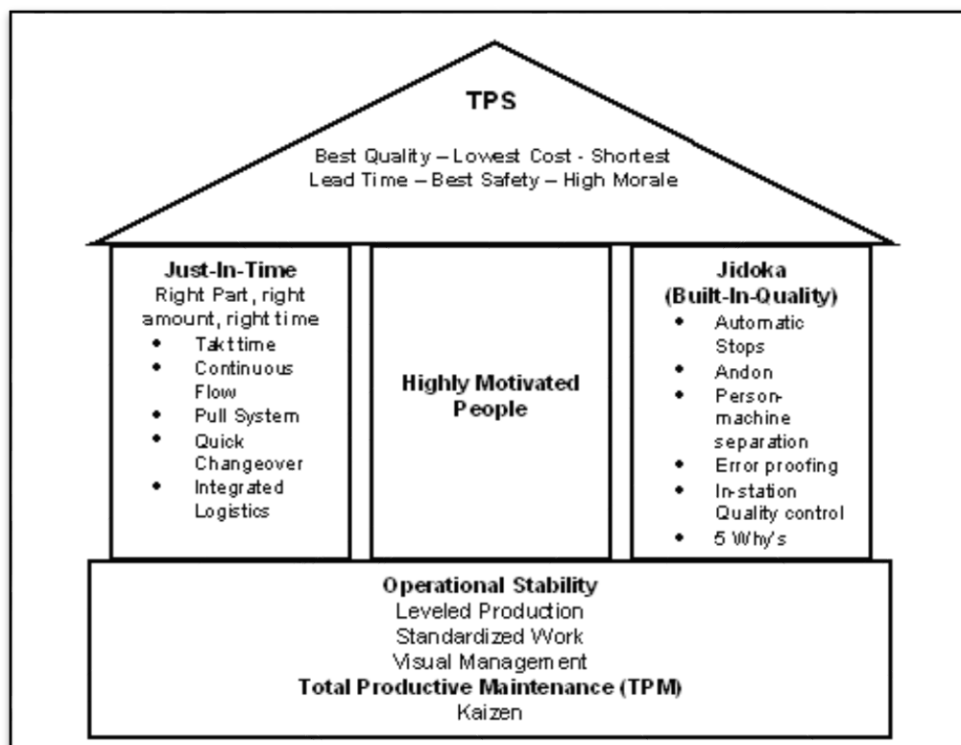 TPS
Best Quality – Lowest Cost - Shortest
Lead Time – Best Safety – High Morale
Just-In-Time
Right Part, right
amount, right time
• Takt time
• Continuous
Flow
• Pull System
• Quick
Changeover
• Integrated
Logistics
Highly Motivated
People
Jidoka
(Built-In-Quality)
• Automatic
Stops
• Andon
• Person-
machine
separation
• Error proofing
• In-station
Quality control
• 5 Why's
Operational Stability
Leveled Production
Standardized Work
Visual Management
Total Productive Maintenance (TPM)
Kaizen